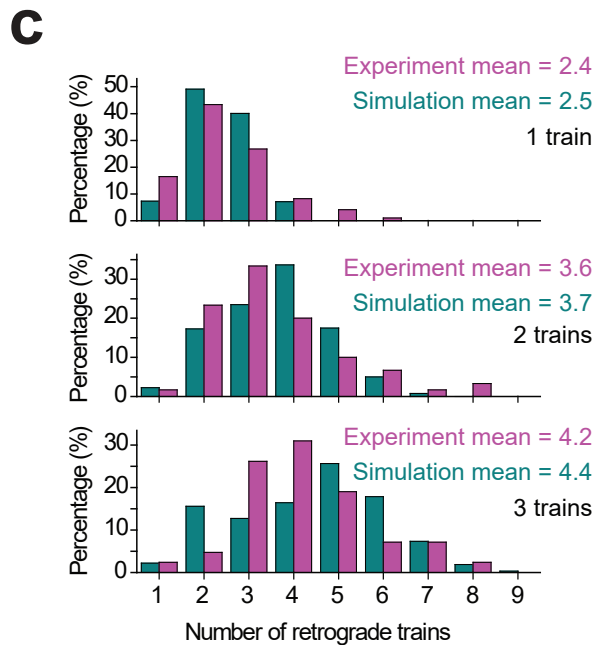 C
Experiment mean = 2.4
Simulation mean = 2.5
1 train
Percentage (%)
50
40
30
20
10
0
Experiment mean = 3.6
Simulation mean = 3.7
2 trains
Percentage (%)
30
20
10
0
Experiment mean = 4.2
Simulation mean = 4.4
3 trains
Percentage (%)
30
20
10
0
1 2 3 4 5 6 7 8 9
Number of retrograde trains